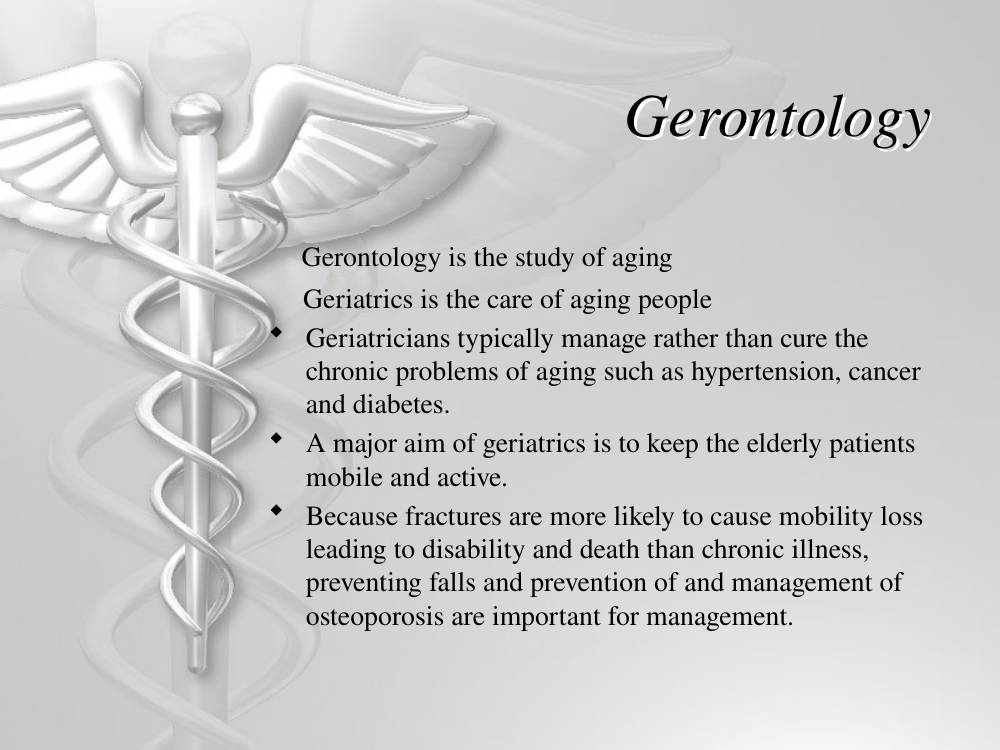 Gerontology
Gerontology is the study of aging
Geriatrics is the care of aging people
◆ Geriatricians typically manage rather than cure the
chronic problems of aging such as hypertension, cancer
and diabetes.
◆ A major aim of geriatrics is to keep the elderly patients
mobile and active.
◆ Because fractures are more likely to cause mobility loss
leading to disability and death than chronic illness,
preventing falls and prevention of and management of
osteoporosis are important for management.